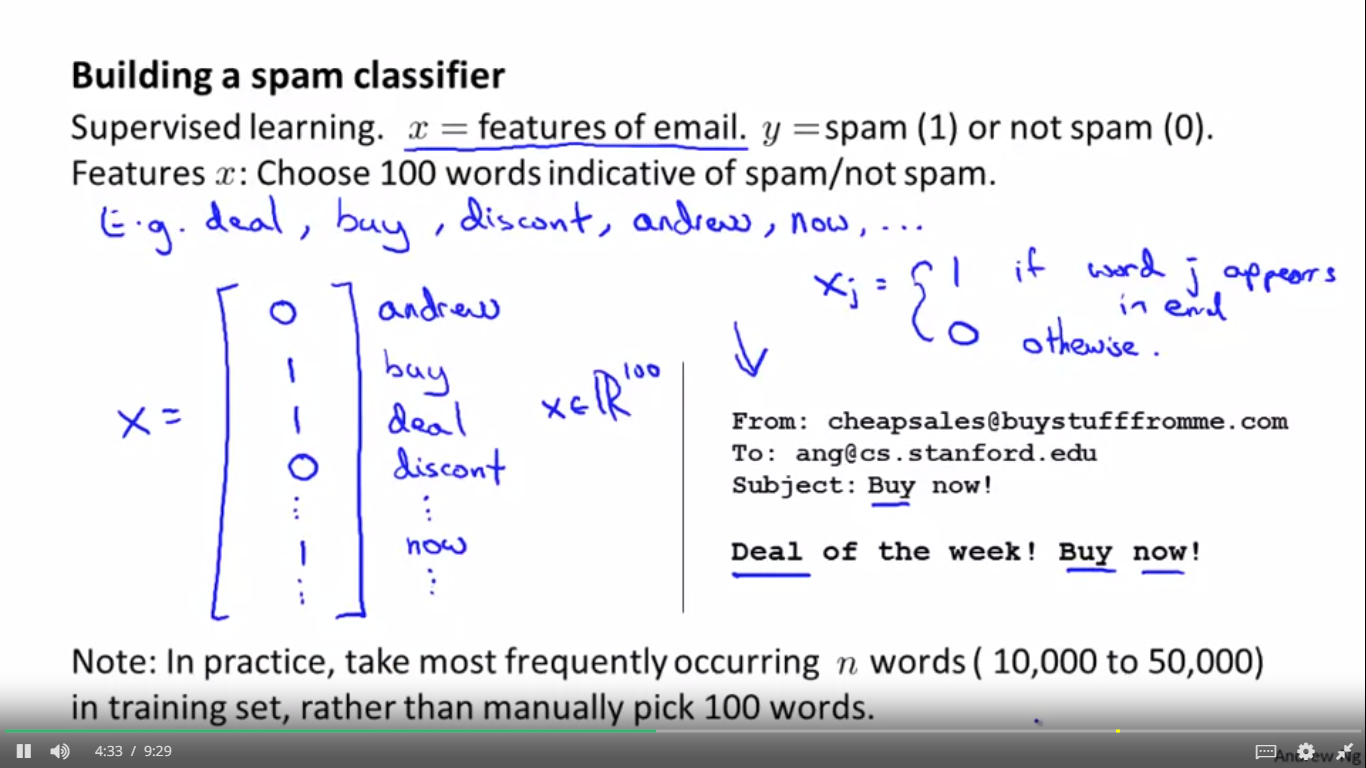 Building a spam classifier
Supervised learning. x = features of email. y = spam (1) or not spam (0).
Features x: Choose 100 words indicative of spam/not spam.
E.g. deal, buy, discont, andrew, now, ...
xj = { 1 if word j appears
in email
0 otherwise.
x = [ 0 ] andrew
1 buy
1 deal
0 discont
⋮ ⋮
1 now
⋮ ⋮
x ∈ ℝ^100
From: cheapsales@buystufffromme.com
To: ang@cs.stanford.edu
Subject: Buy now!
Deal of the week! Buy now!
Note: In practice, take most frequently occurring n words ( 10,000 to 50,000)
in training set, rather than manually pick 100 words.
4:33 / 9:29
Andrew Ng